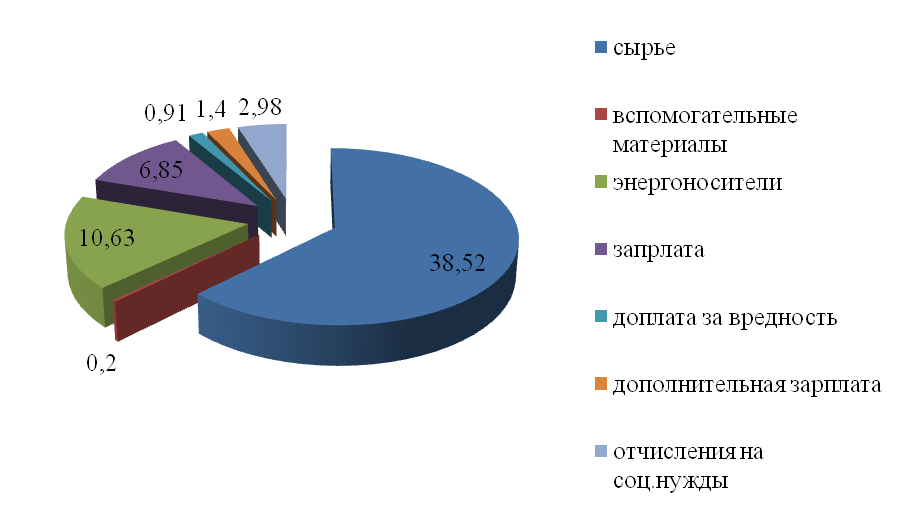 сырье
вспомогательные
материалы
энергоносители
запрлата
доплата за вредность
дополнительная зарплата
отчисления на
соц.нужды
0,91
1,4
2,98
6,85
10,63
38,52
0,2